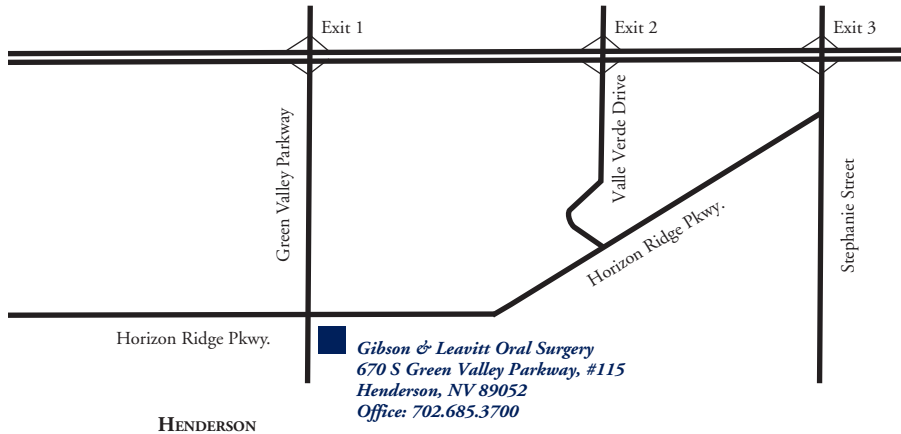 Exit 1
Exit 2
Exit 3
Green Valley Parkway
Valle Verde Drive
Stephanie Street
Horizon Ridge Pkwy.
Horizon Ridge Pkwy.
Gibson & Leavitt Oral Surgery
670 S Green Valley Parkway, #115
Henderson, NV 89052
Office: 702.685.3700
HENDERSON